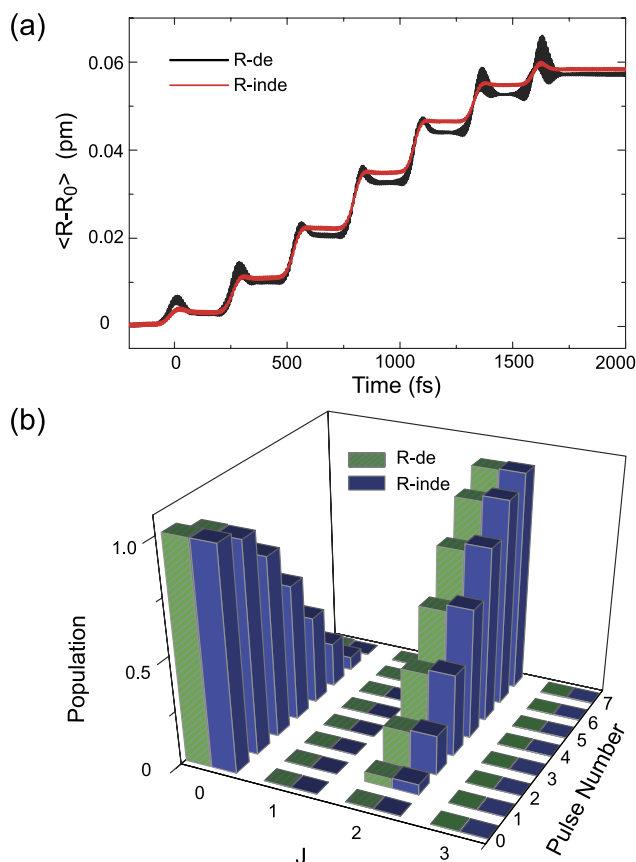 (a)
R-de
R-inde
0.06
0.04
0.02
0
<R-R0> (pm)
0
500
1000
1500
2000
Time (fs)
(b)
R-de
R-inde
1.0
0.5
0
Population
0
1
2
3
J
0
1
2
3
4
5
6
7
Pulse Number